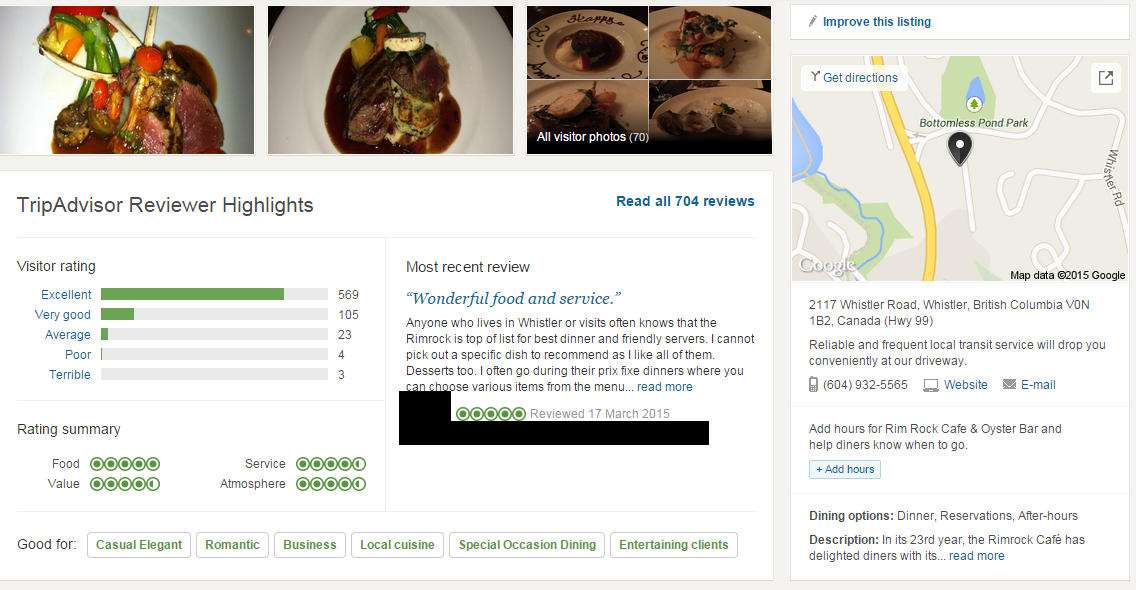 All visitor photos (70)
TripAdvisor Reviewer Highlights
Read all 704 reviews
Visitor rating
Excellent 569
Very good 105
Average 23
Poor 4
Terrible 3
Rating summary
Food Service
Value Atmosphere
Most recent review
“Wonderful food and service.”
Anyone who lives in Whistler or visits often knows that the
Rimrock is top of list for best dinner and friendly servers. I cannot
pick out a specific dish to recommend as I like all of them.
Desserts too. I often go during their prix fixe dinners where you
can choose various items from the menu... read more
Reviewed 17 March 2015
Good for: Casual Elegant Romantic Business Local cuisine Special Occasion Dining Entertaining clients
Improve this listing
Get directions
Bottomless Pond Park
Whistler Rd
Google
Map data ©2015 Google
2117 Whistler Road, Whistler, British Columbia V0N
1B2, Canada (Hwy 99)
Reliable and frequent local transit service will drop you
conveniently at our driveway.
(604) 932-5565 Website E-mail
Add hours for Rim Rock Cafe & Oyster Bar and
help diners know when to go.
+ Add hours
Dining options: Dinner, Reservations, After-hours
Description: In its 23rd year, the Rimrock Café has
delighted diners with its... read more